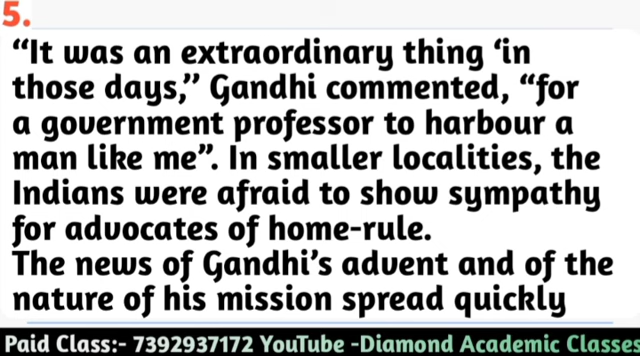 5.
“It was an extraordinary thing ‘in
those days,” Gandhi commented, “for
a government professor to harbour a
man like me”. In smaller localities, the
Indians were afraid to show sympathy
for advocates of home-rule.
The news of Gandhi’s advent and of the
nature of his mission spread quickly
Paid Class:- 7392937172 YouTube -Diamond Academic Classes